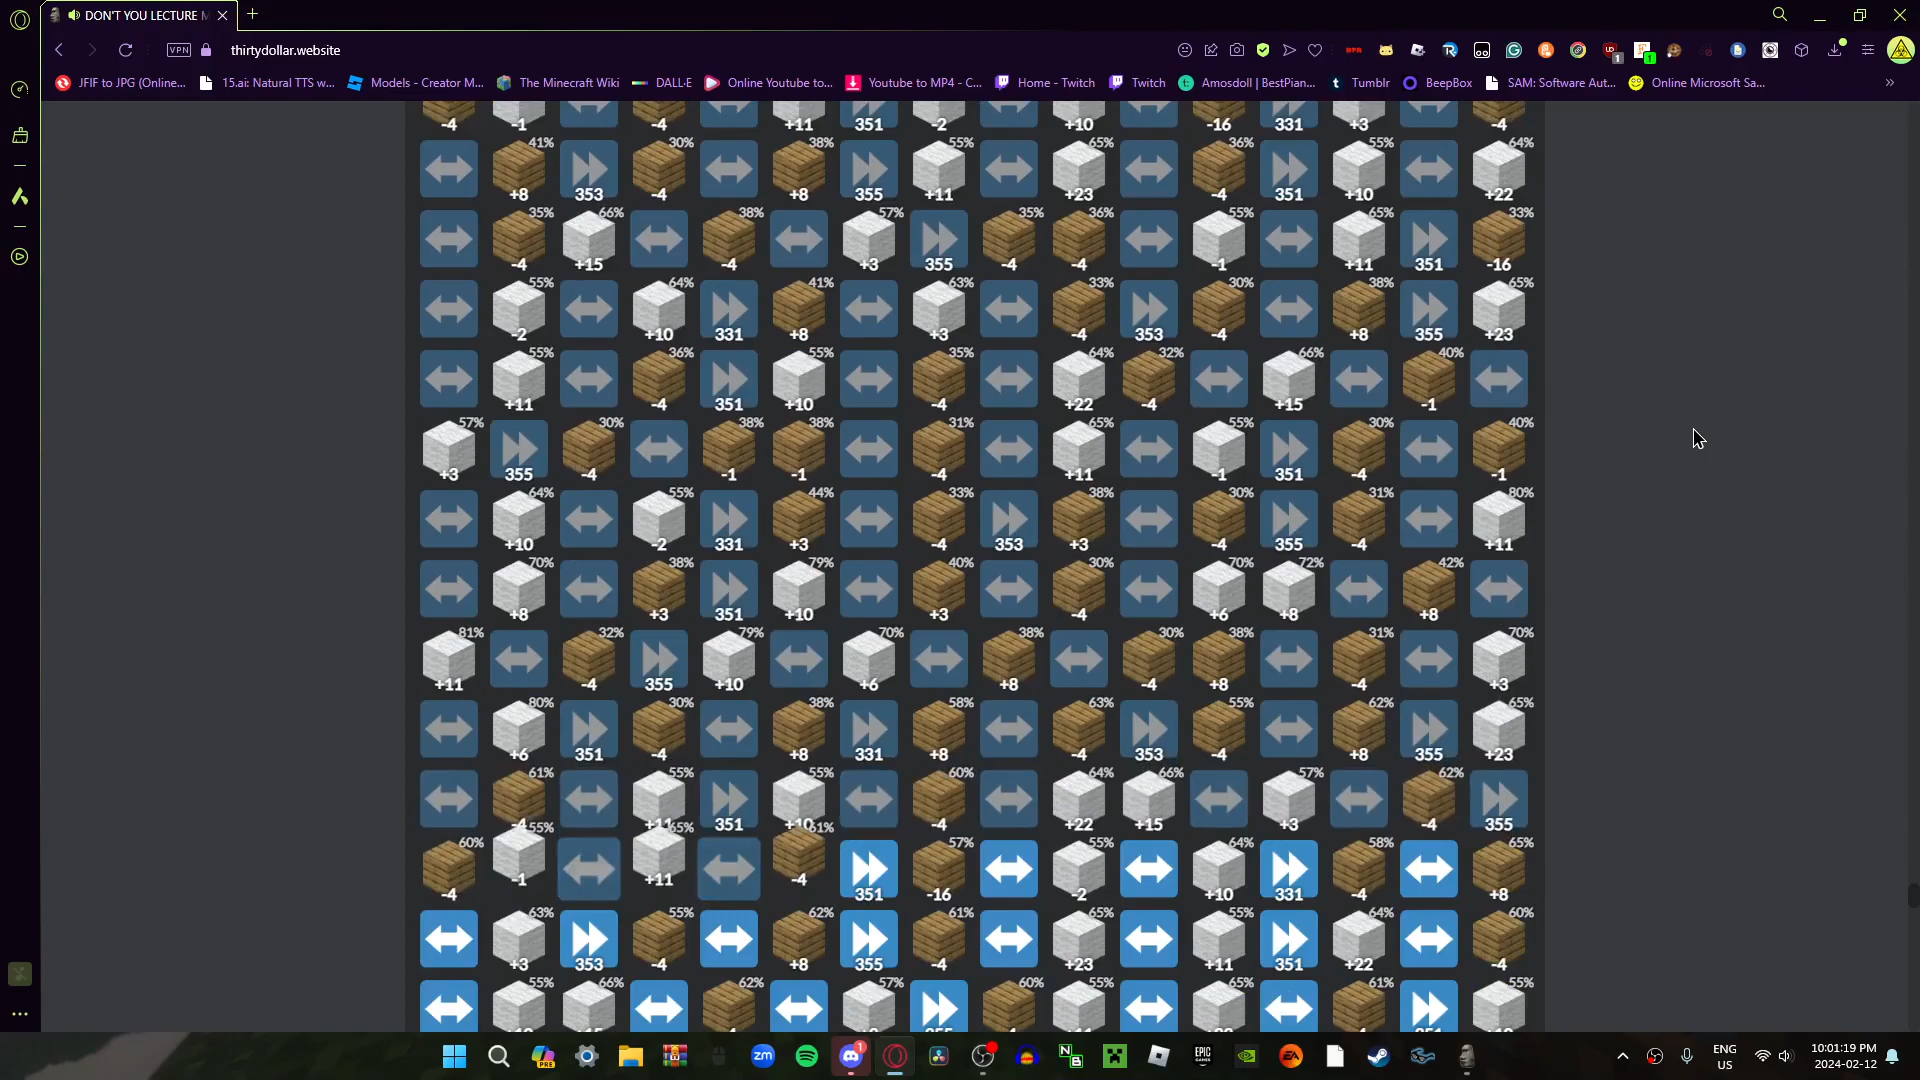 DON'T YOU LECTURE M
VPN thirtydollar.website
JFIF to JPG (Online... 15.ai: Natural TTS w... Models - Creator M... The Minecraft Wiki DALL·E Online Youtube to... Youtube to MP4 - C... Home - Twitch Twitch Amosdoll | BestPian... Tumblr BeepBox SAM: Software Aut... Online Microsoft Sa... »
-4 -1 -4 +11 351 -2 +10 -16 331 +3 -4
41% 30% 38% 55% 65% 36% 55% 64%
+8 353 -4 +8 355 +11 +23 -4 351 +10 +22
35% 66% 38% 57% 35% 36% 55% 65% 33%
-4 +15 -4 +3 355 -4 -4 -1 +11 351 -16
55% 64% 41% 63% 33% 30% 38% 65%
-2 +10 331 +8 +3 -4 353 -4 +8 355 +23
55% 36% 55% 35% 64% 32% 66% 40%
+11 -4 351 +10 -4 +22 -4 +15 -1
57% 30% 38% 38% 31% 65% 55% 30% 40%
+3 355 -4 -1 -1 -4 +11 -1 351 -4 -1
64% 55% 44% 33% 38% 30% 31% 80%
+10 -2 331 +3 -4 353 +3 -4 355 -4 +11
70% 38% 79% 40% 30% 70% 72% 42%
+8 +3 351 +10 +3 -4 +6 +8 +8
81% 32% 79% 70% 38% 30% 38% 31% 70%
+11 -4 355 +10 +6 +8 -4 +8 -4 +3
80% 30% 38% 58% 63% 55% 62% 65%
+6 351 -4 +8 331 +8 -4 353 -4 +8 355 +23
61% 55% 55% 60% 64% 66% 57% 62%
-4 +11 351 +10 -4 +22 +15 +3 -4 355
60% 55% 65% 61% 57% 55% 64% 58% 65%
-4 -1 +11 -4 351 -16 -2 +10 331 -4 +8
63% 55% 62% 61% 65% 55% 64% 60%
+3 353 -4 +8 355 -4 +23 +11 351 +22 -4
55% 66% 62% 57% 60% 55% 65% 61% 55%
PRE zm 1 N B EPIC GAMES EA ENG US 10:01:19 PM 2024-02-12